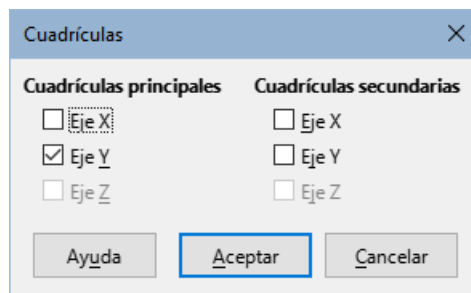 Cuadrículas
Cuadrículas principales Cuadrículas secundarias
Eje X Eje X
Eje Y Eje Y
Eje Z Eje Z
Ayuda Aceptar Cancelar